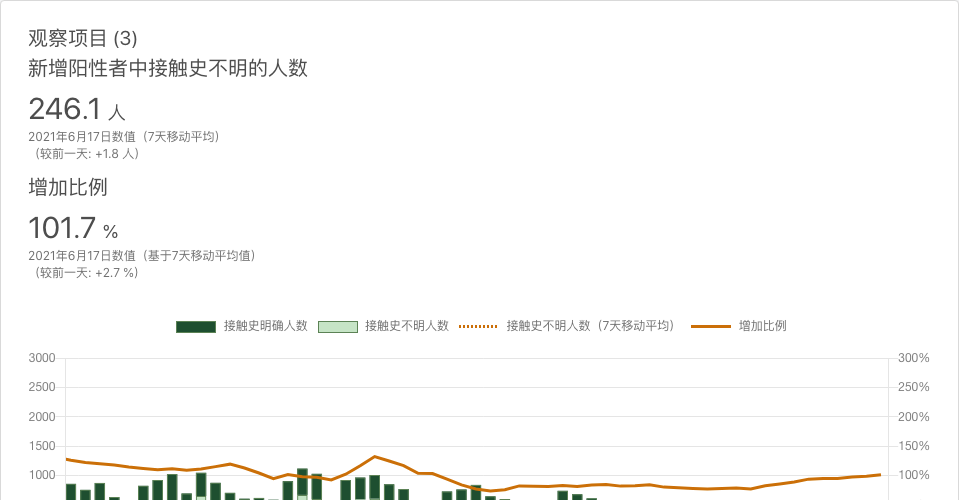 观察项目 (3)
新增阳性者中接触史不明的人数
246.1 人
2021年6月17日数值（7天移动平均）
（较前一天: +1.8 人）
增加比例
101.7 %
2021年6月17日数值（基于7天移动平均值）
（较前一天: +2.7 %）
接触史明确人数 接触史不明人数 接触史不明人数（7天移动平均） 增加比例
3000 300%
2500 250%
2000 200%
1500 150%
1000 100%